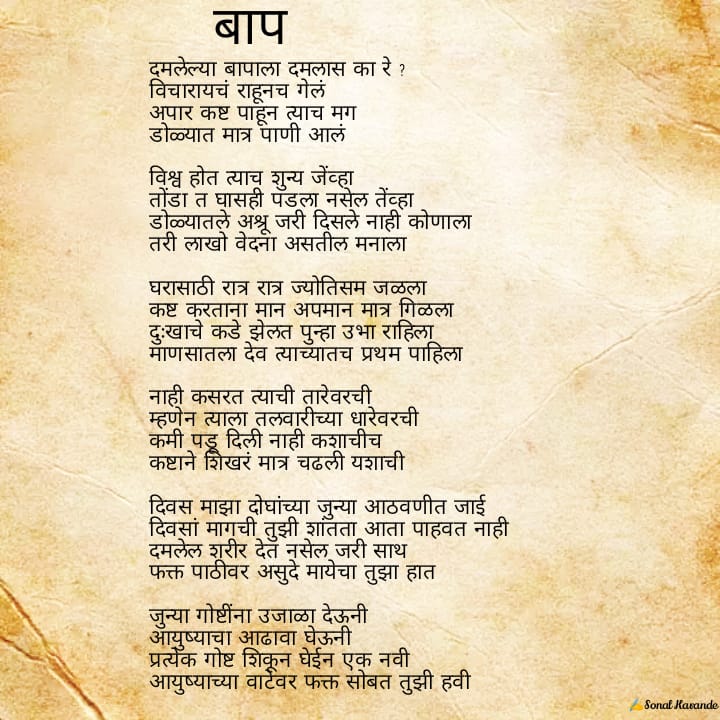 बाप
दमलेल्या बापाला दमलास का रे ?
विचारायचं राहूनच गेलं
अपार कष्ट पाहून त्याच मग
डोळ्यात मात्र पाणी आलं
विश्व होत त्याच शुन्य जेंव्हा
तोंडा त घासही पडला नसेल तेंव्हा
डोळ्यातले अश्रू जरी दिसले नाही कोणाला
तरी लाखो वेदना असतील मनाला
घरासाठी रात्र रात्र ज्योतिसम जळला
कष्ट करताना मान अपमान मात्र गिळला
दुःखाचे कडे झेलत पुन्हा उभा राहिला
माणसातला देव त्याच्यातच प्रथम पाहिला
नाही कसरत त्याची तारेवरची
म्हणेन त्याला तलवारीच्या धारेवरची
कमी पडू दिली नाही कशाचीच
कष्टाने शिखरं मात्र चढली यशाची
दिवस माझा दोघांच्या जुन्या आठवणीत जाई
दिवसां मागची तुझी शांतता आता पाहवत नाही
दमलेल शरीर देत नसेल जरी साथ
फक्त पाठीवर असुदे मायेचा तुझा हात
जुन्या गोष्टींना उजाळा देऊनी
आयुष्याचा आढावा घेऊनी
प्रत्येक गोष्ट शिकून घेईन एक नवी
आयुष्याच्या वाटेवर फक्त सोबत तुझी हवी
✍️Sonal Karande